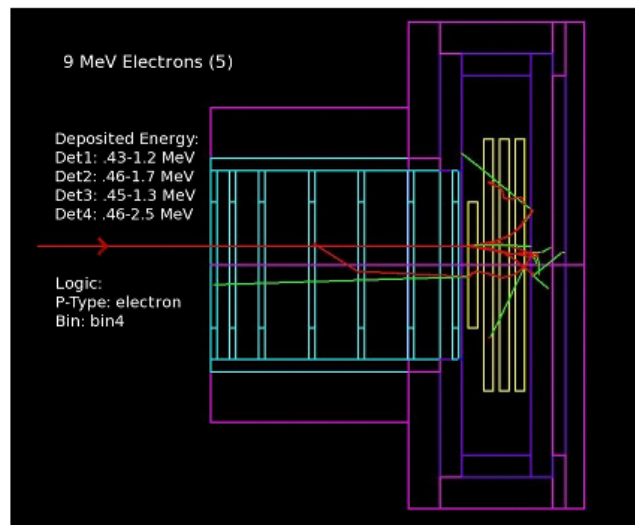 9 MeV Electrons (5)
Deposited Energy:
Det1: .43-1.2 MeV
Det2: .46-1.7 MeV
Det3: .45-1.3 MeV
Det4: .46-2.5 MeV
Logic:
P-Type: electron
Bin: bin4